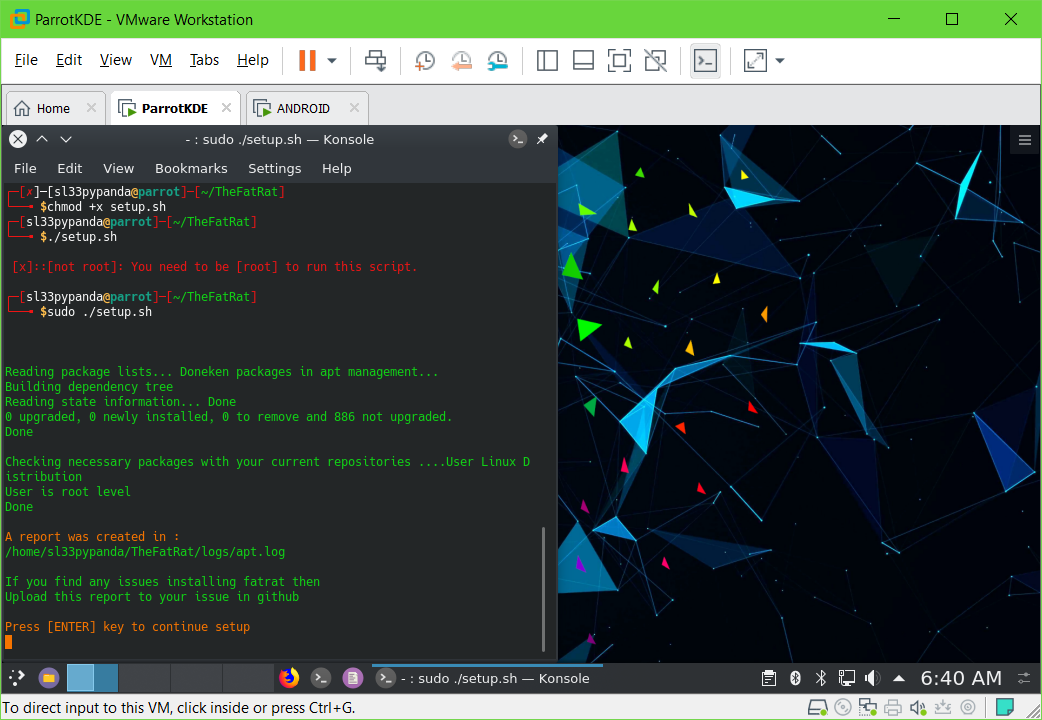 ParrotKDE - VMware Workstation
File Edit View VM Tabs Help
Home ParrotKDE ANDROID
- : sudo ./setup.sh — Konsole
File Edit View Bookmarks Settings Help
[✗]─[sl33pypanda@parrot]─[~/TheFatRat]
$chmod +x setup.sh
[sl33pypanda@parrot]─[~/TheFatRat]
$./setup.sh
[x]::[not root]: You need to be [root] to run this script.
[sl33pypanda@parrot]─[~/TheFatRat]
$sudo ./setup.sh
Reading package lists... Doneken packages in apt management...
Building dependency tree
Reading state information... Done
0 upgraded, 0 newly installed, 0 to remove and 886 not upgraded.
Done
Checking necessary packages with your current repositories ....User Linux D
istribution
User is root level
Done
A report was created in :
/home/sl33pypanda/TheFatRat/logs/apt.log
If you find any issues installing fatrat then
Upload this report to your issue in github
Press [ENTER] key to continue setup
- : sudo ./setup.sh — Konsole
6:40 AM
To direct input to this VM, click inside or press Ctrl+G.